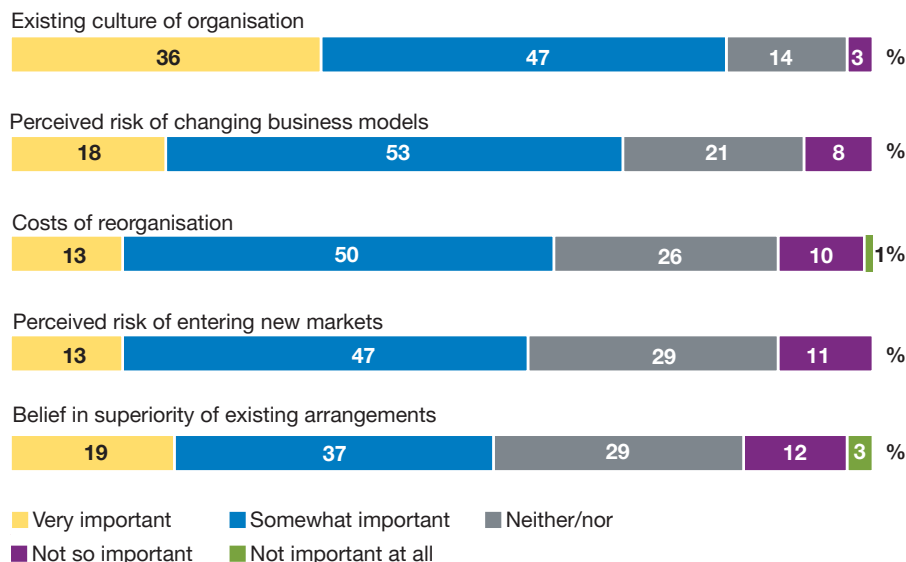 Existing culture of organisation
36 47 14 3 %
Perceived risk of changing business models
18 53 21 8 %
Costs of reorganisation
13 50 26 10 1%
Perceived risk of entering new markets
13 47 29 11 %
Belief in superiority of existing arrangements
19 37 29 12 3 %
Very important Somewhat important Neither/nor
Not so important Not important at all